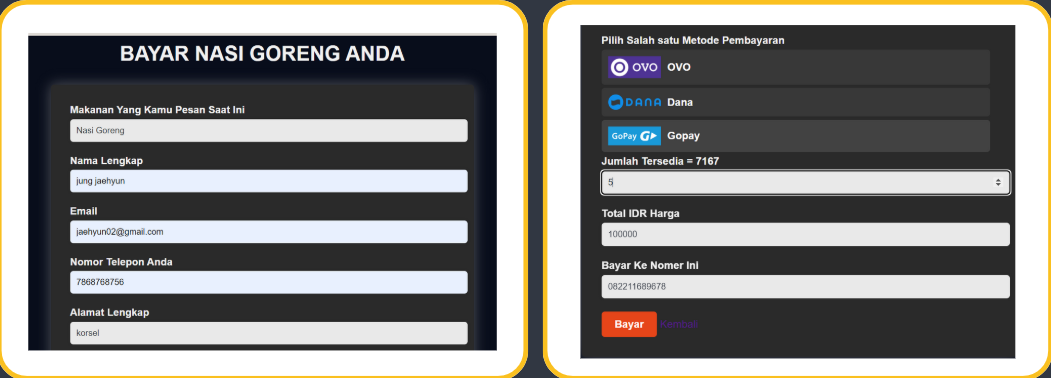 BAYAR NASI GORENG ANDA
Makanan Yang Kamu Pesan Saat Ini
Nasi Goreng
Nama Lengkap
jung jaehyun
Email
jaehyun02@gmail.com
Nomor Telepon Anda
7868768756
Alamat Lengkap
korsel
Pilih Salah satu Metode Pembayaran
OVO OVO
DANA Dana
GoPay Gopay
Jumlah Tersedia = 7167
5
Total IDR Harga
100000
Bayar Ke Nomer Ini
082211689678
Bayar Kembali